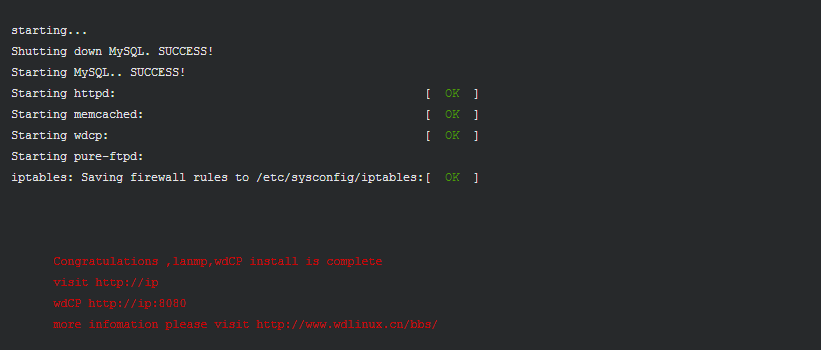 starting...
Shutting down MySQL. SUCCESS!
Starting MySQL.. SUCCESS!
Starting httpd: [ OK ]
Starting memcached: [ OK ]
Starting wdcp: [ OK ]
Starting pure-ftpd:
iptables: Saving firewall rules to /etc/sysconfig/iptables:[ OK ]
Congratulations ,lanmp,wdCP install is complete
visit http://ip
wdCP http://ip:8080
more infomation please visit http://www.wdlinux.cn/bbs/